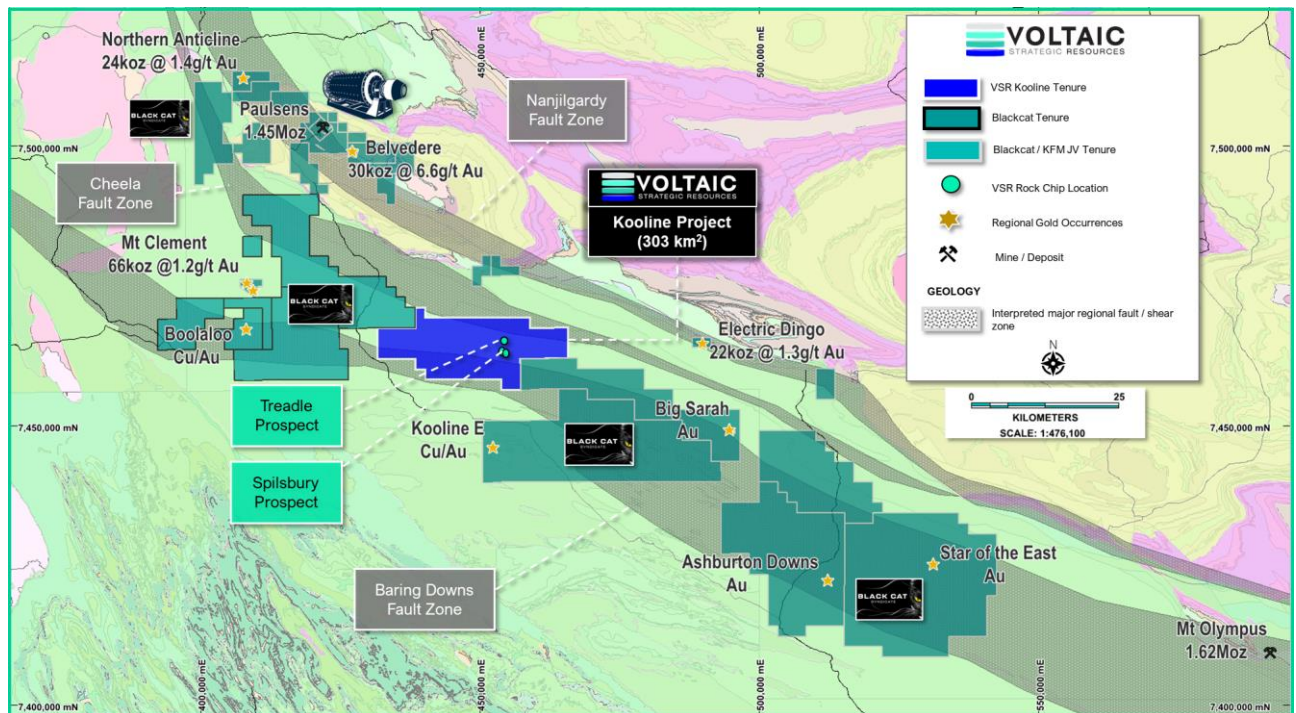 Northern Anticline
24koz @ 1.4g/t Au
BLACK CAT
SYNDICATE
Paulsens
1.45Moz
Belvedere
30koz @ 6.6g/t Au
Nanjilgardy
Fault Zone
Cheela
Fault Zone
VOLTAIC
STRATEGIC RESOURCES
Kooline Project
(303 km²)
Mt Clement
66koz @1.2g/t Au
BLACK CAT
SYNDICATE
Boolaloo
Cu/Au
Electric Dingo
22koz @ 1.3g/t Au
Treadle
Prospect
Spilsbury
Prospect
Kooline E
Cu/Au
BLACK CAT
SYNDICATE
Big Sarah
Au
Baring Downs
Fault Zone
Ashburton Downs
Au
Star of the East
Au
BLACK CAT
SYNDICATE
Mt Olympus
1.62Moz
VOLTAIC
STRATEGIC RESOURCES
VSR Kooline Tenure
Blackcat Tenure
Blackcat / KFM JV Tenure
VSR Rock Chip Location
Regional Gold Occurrences
Mine / Deposit
GEOLOGY
Interpreted major regional fault / shear
zone
N
0 25
KILOMETERS
SCALE: 1:476,100
450,000 mE
500,000 mE
7,500,000 mN
7,500,000 mN
7,450,000 mN
7,450,000 mN
7,400,000 mN
7,400,000 mN
400,000 mE
450,000 mE
500,000 mE
550,000 mE